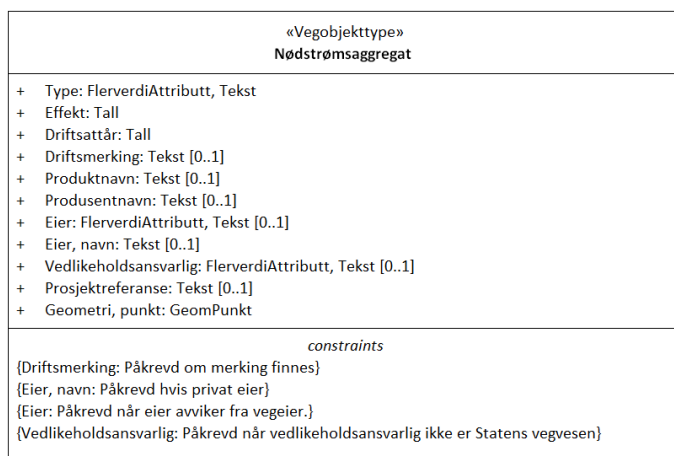 «Vegobjekttype»
Nødstrømsaggregat
+ Type: FlerverdiAttributt, Tekst
+ Effekt: Tall
+ Driftsattår: Tall
+ Driftsmerking: Tekst [0..1]
+ Produktnavn: Tekst [0..1]
+ Produsentnavn: Tekst [0..1]
+ Eier: FlerverdiAttributt, Tekst [0..1]
+ Eier, navn: Tekst [0..1]
+ Vedlikeholdsansvarlig: FlerverdiAttributt, Tekst [0..1]
+ Prosjektreferanse: Tekst [0..1]
+ Geometri, punkt: GeomPunkt
constraints
{Driftsmerking: Påkrevd om merking finnes}
{Eier, navn: Påkrevd hvis privat eier}
{Eier: Påkrevd når eier avviker fra vegeier.}
{Vedlikeholdsansvarlig: Påkrevd når vedlikeholdsansvarlig ikke er Statens vegvesen}